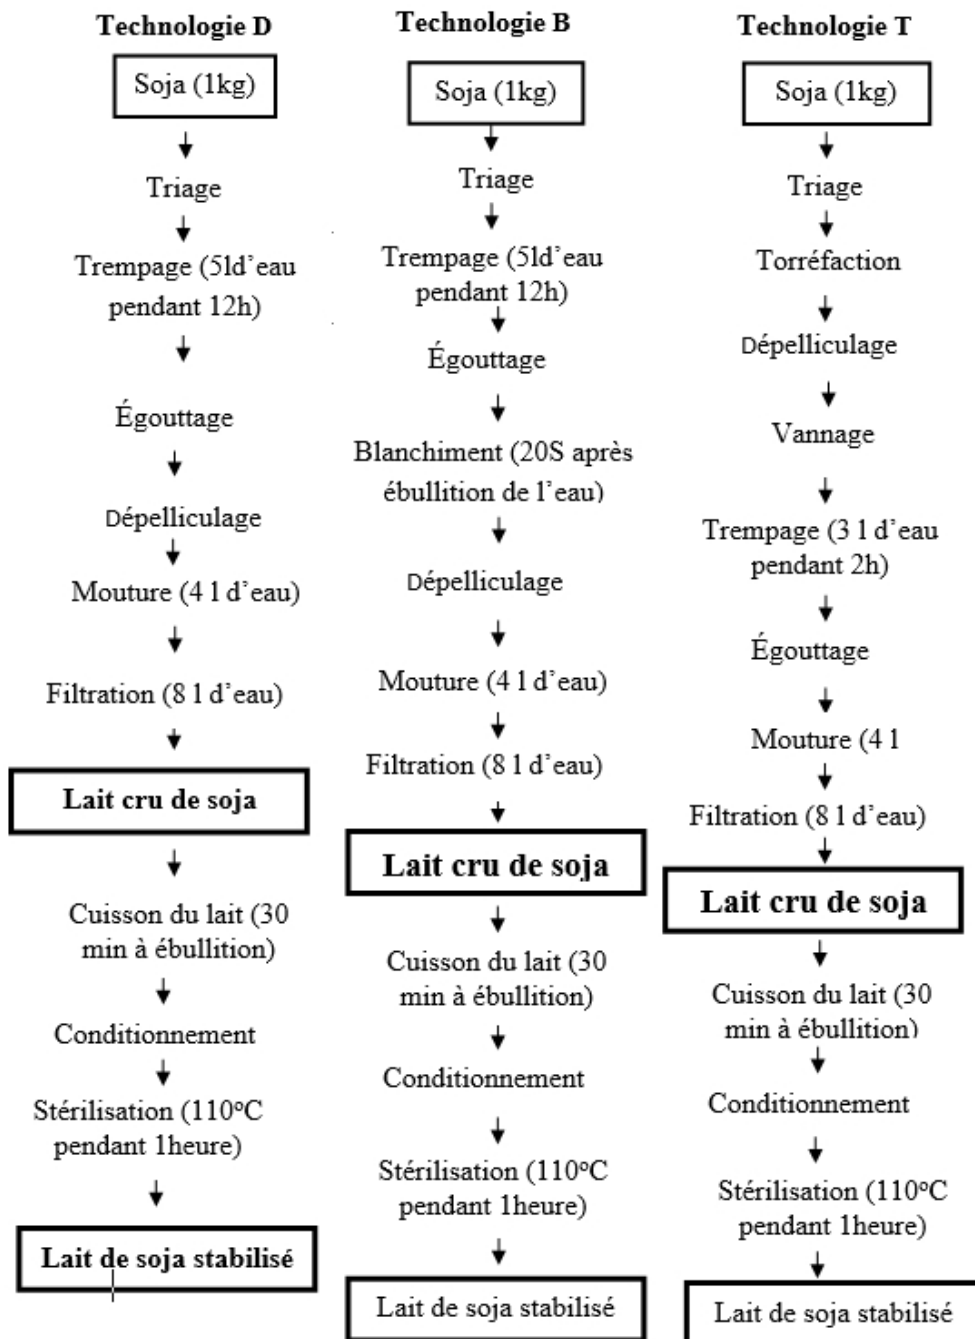 Technologie D
Soja (1kg)
Triage
Trempage (5ld’eau
pendant 12h)
Égouttage
Dépelliculage
Mouture (4 l d’eau)
Filtration (8 l d’eau)
Lait cru de soja
Cuisson du lait (30
min à ébullition)
Conditionnement
Stérilisation (110°C
pendant 1heure)
Lait de soja stabilisé
Technologie B
Soja (1kg)
Triage
Trempage (5ld’eau
pendant 12h)
Égouttage
Blanchiment (20S après
ébullition de l’eau)
Dépelliculage
Mouture (4 l d’eau)
Filtration (8 l d’eau)
Lait cru de soja
Cuisson du lait (30
min à ébullition)
Conditionnement
Stérilisation (110°C
pendant 1heure)
Lait de soja stabilisé
Technologie T
Soja (1kg)
Triage
Torréfaction
Dépelliculage
Vannage
Trempage (3 l d’eau
pendant 2h)
Égouttage
Mouture (4 l
Filtration (8 l d’eau)
Lait cru de soja
Cuisson du lait (30
min à ébullition)
Conditionnement
Stérilisation (110°C
pendant 1heure)
Lait de soja stabilisé